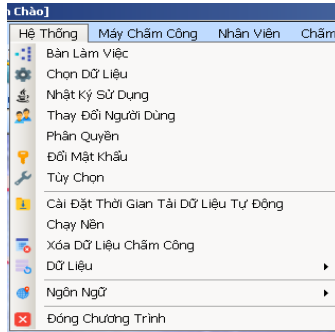 Chào]
Hệ Thống Máy Chấm Công Nhân Viên Chấm
Bàn Làm Việc
Chọn Dữ Liệu
Nhật Ký Sử Dụng
Thay Đổi Người Dùng
Phân Quyền
Đổi Mật Khẩu
Tùy Chọn
Cài Đặt Thời Gian Tải Dữ Liệu Tự Động
Chạy Nền
Xóa Dữ Liệu Chấm Công
Dữ Liệu
Ngôn Ngữ
Đóng Chương Trình